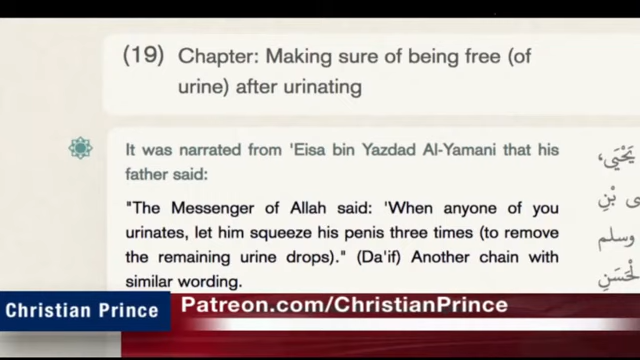 (19) Chapter: Making sure of being free (of
urine) after urinating
It was narrated from 'Eisa bin Yazdad Al-Yamani that his
father said:
"The Messenger of Allah said: 'When anyone of you
urinates, let him squeeze his penis three times (to remove
the remaining urine drops)." (Da'if) Another chain with
similar wording.
يَحْيَى،
ى بْنِ
وسلم
لْحَسَنِ
Christian Prince
Patreon.com/ChristianPrince